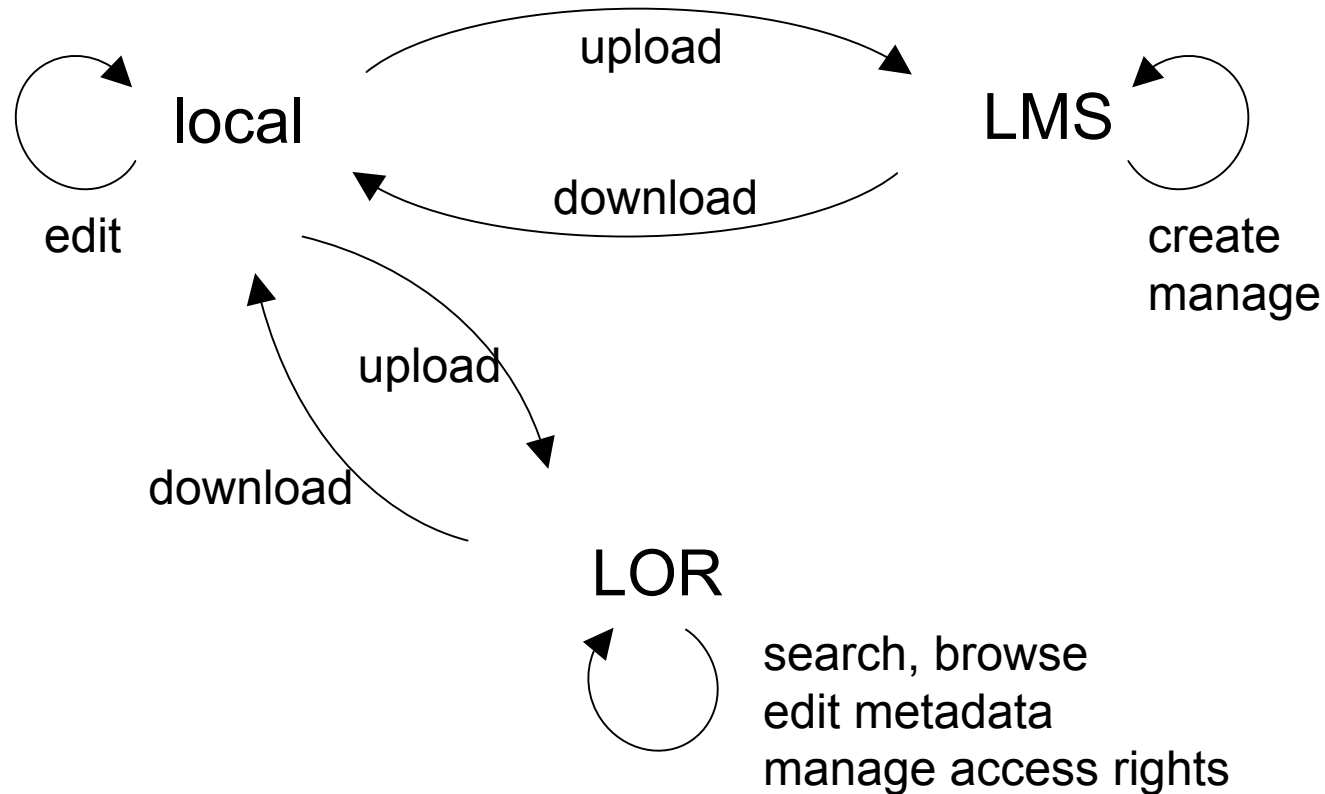 upload
local
LMS
download
edit
create
manage
upload
download
LOR
search, browse
edit metadata
manage access rights